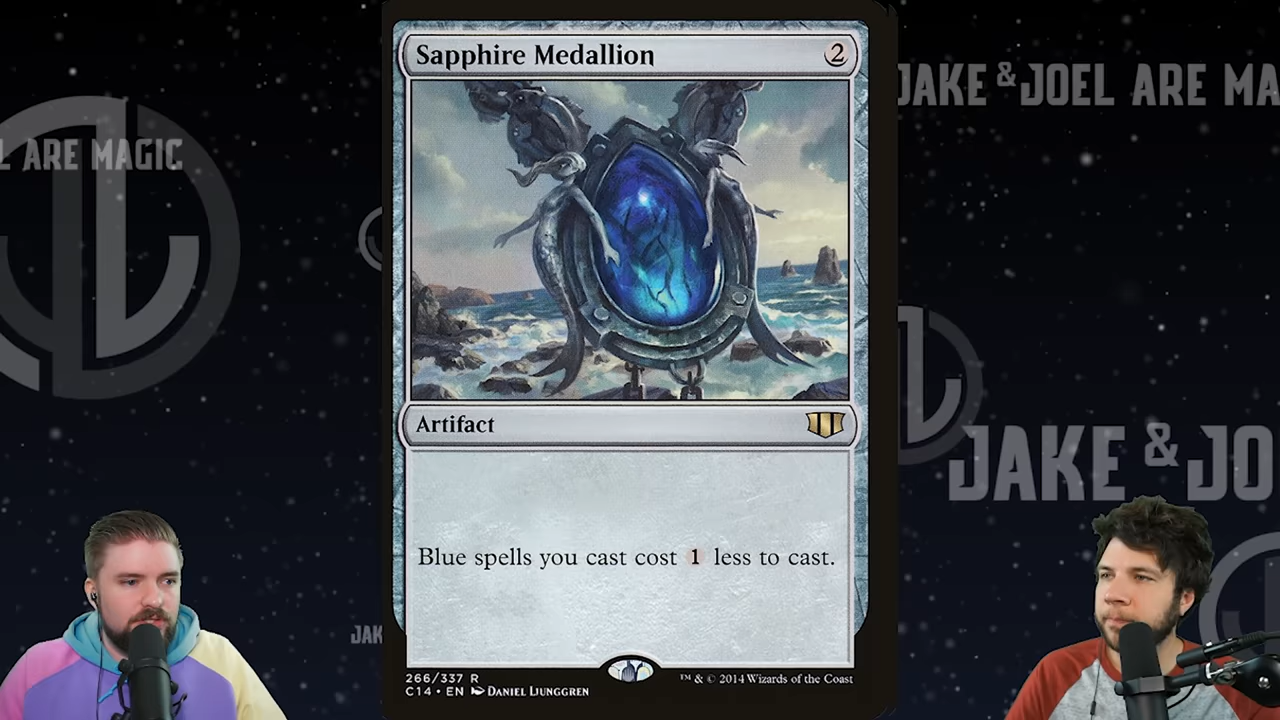 Sapphire Medallion 2
JAKE & JOEL ARE MA
L ARE MAGIC
Artifact
JAKE & JO
Blue spells you cast cost 1 less to cast.
JAK
266/337 R
C14 • EN DANIEL LJUNGGREN
™ & © 2014 Wizards of the Coast